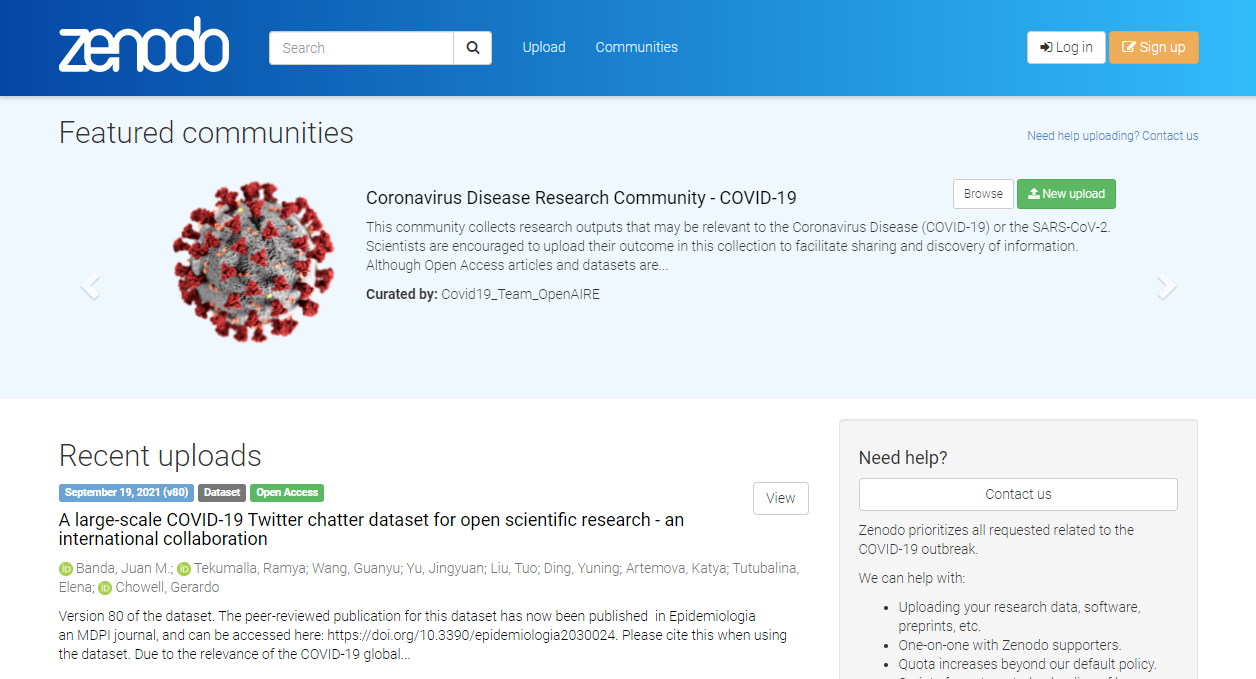 zenodo
Search
Upload
Communities
Log in
Sign up
Featured communities
Need help uploading? Contact us
Coronavirus Disease Research Community - COVID-19
Browse
New upload
This community collects research outputs that may be relevant to the Coronavirus Disease (COVID-19) or the SARS-CoV-2.
Scientists are encouraged to upload their outcome in this collection to facilitate sharing and discovery of information.
Although Open Access articles and datasets are...
Curated by: Covid19_Team_OpenAIRE
Recent uploads
September 19, 2021 (v80) Dataset Open Access
View
A large-scale COVID-19 Twitter chatter dataset for open scientific research - an
international collaboration
iD Banda, Juan M.; iD Tekumalla, Ramya; Wang, Guanyu; Yu, Jingyuan; Liu, Tuo; Ding, Yuning; Artemova, Katya; Tutubalina,
Elena; iD Chowell, Gerardo
Version 80 of the dataset. The peer-reviewed publication for this dataset has now been published in Epidemiologia
an MDPI journal, and can be accessed here: https://doi.org/10.3390/epidemiologia2030024. Please cite this when using
the dataset. Due to the relevance of the COVID-19 global...
Need help?
Contact us
Zenodo prioritizes all requested related to the
COVID-19 outbreak.
We can help with:
Uploading your research data, software,
preprints, etc.
One-on-one with Zenodo supporters.
Quota increases beyond our default policy.